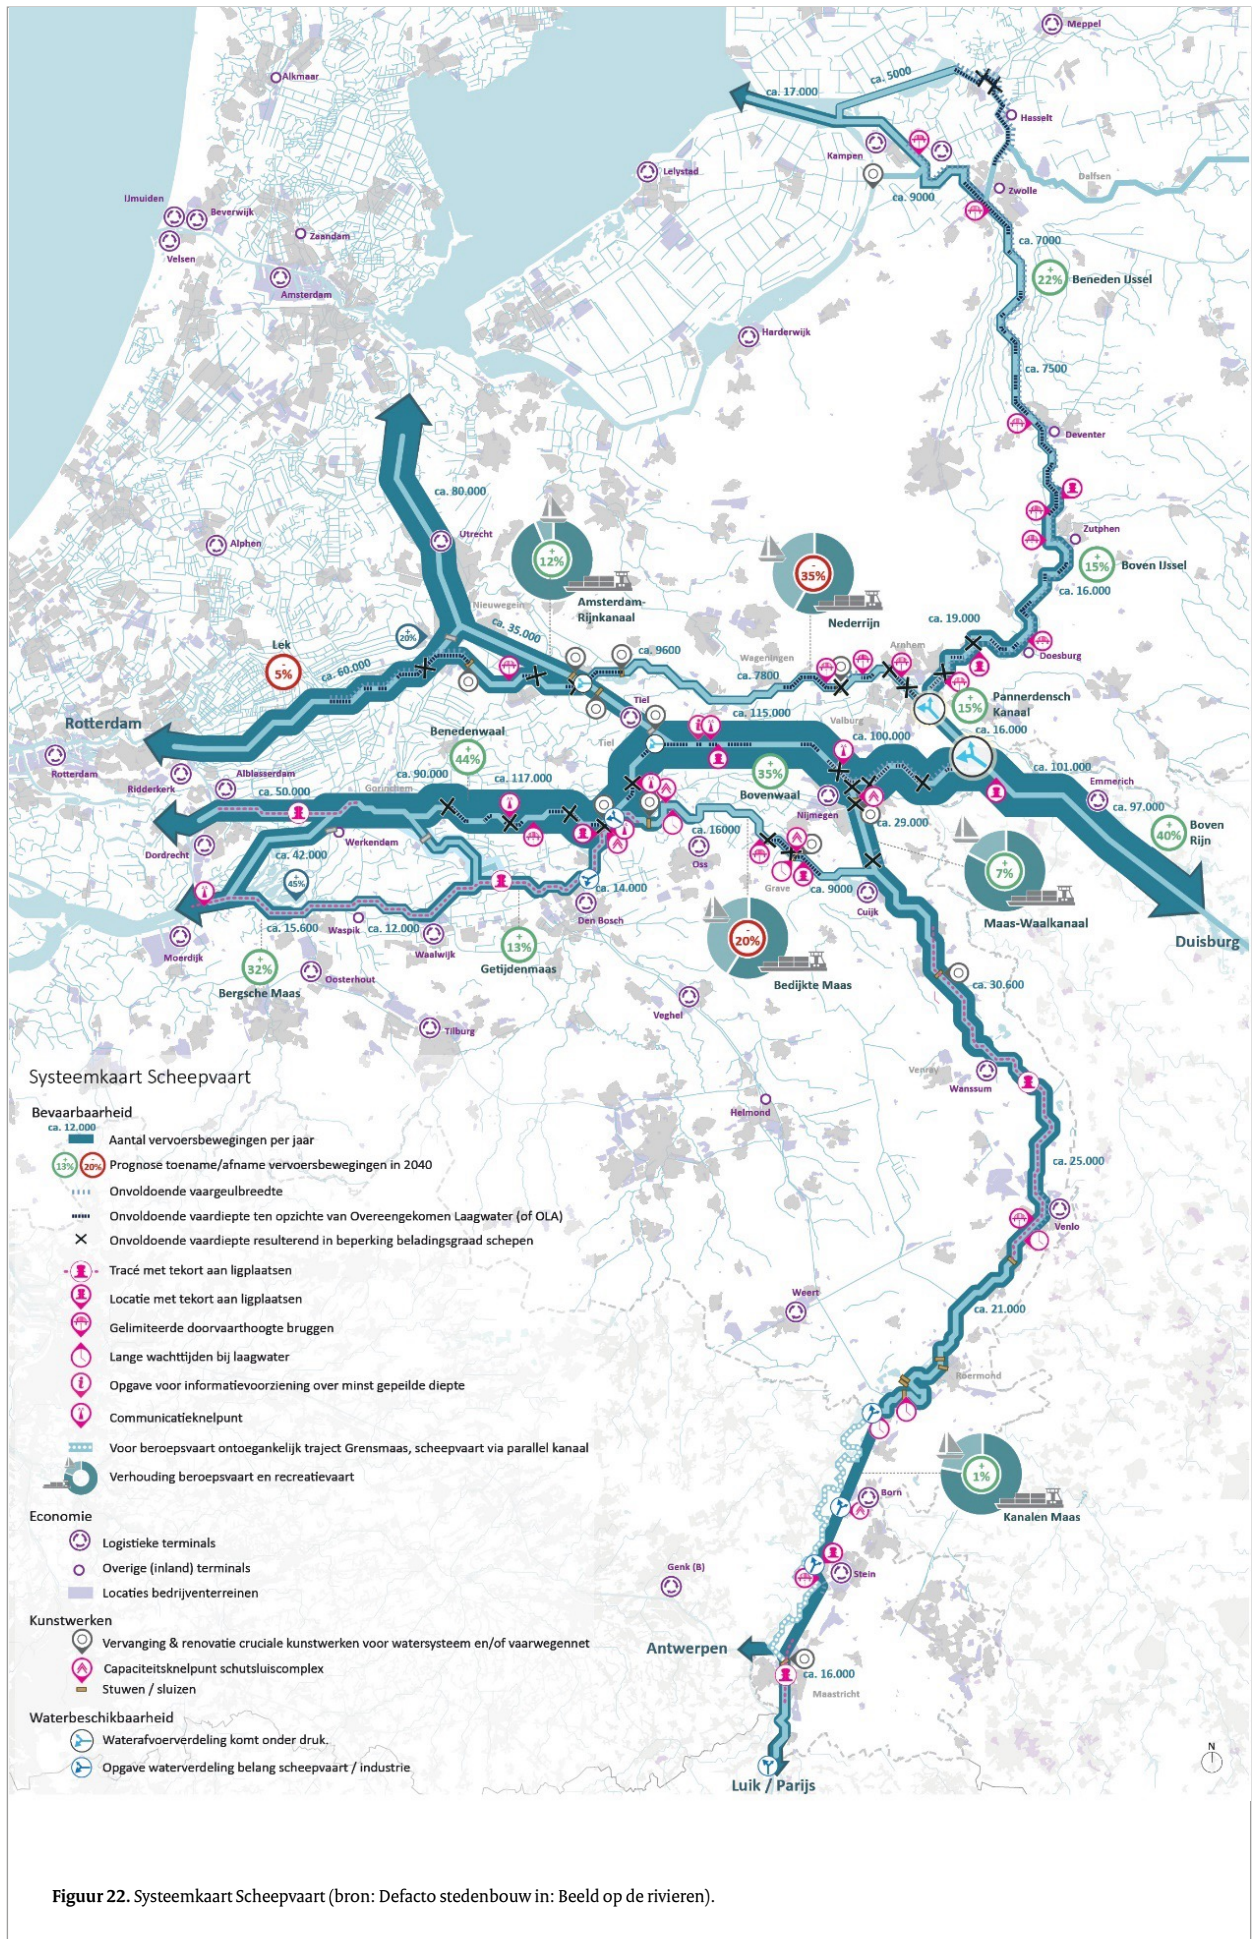 Meppel
Alkmaar
ca. 5000
ca. 17.000
Hasselt
Kampen
Lelystad
Dalfsen
Zwolle
ca. 9000
IJmuiden
Beverwijk
Zaandam
Velsen
ca. 7000
+
22%
Beneden IJssel
Amsterdam
Harderwijk
ca. 7500
Deventer
ca. 80.000
Utrecht
Zutphen
Alphen
+
12%
-
35%
+
15%
Boven IJssel
ca. 16.000
Amsterdam-
Rijnkanaal
Nederrijn
Nieuwegein
ca. 35.000
ca. 19.000
+
20%
Lek
-
5%
ca. 60.000
ca. 9600
Wageningen
ca. 7800
Arnhem
Doesburg
Tiel
ca. 115.000
Valburg
+
15%
Pannerdensch
Kanaal
ca. 16.000
Rotterdam
Benedenwaal
+
44%
Tiel
ca. 100.000
ca. 101.000
Rotterdam
Ridderkerk
Alblasserdam
ca. 90.000
Gorinchem
ca. 117.000
+
35%
Bovenwaal
Emmerich
ca. 97.000
ca. 50.000
Nijmegen
+
40%
Boven
Rijn
ca. 29.000
ca. 16000
Dordrecht
Werkendam
ca. 42.000
Oss
+
45%
ca. 14.000
Grave
ca. 9000
+
7%
Cuijk
Den Bosch
Maas-Waalkanaal
ca. 15.600
Waspik
ca. 12.000
Waalwijk
-
20%
Duisburg
Moerdijk
+
32%
Bergsche Maas
Oosterhout
+
13%
Getijdenmaas
Bedijkte Maas
ca. 30.600
Veghel
Tilburg
Venray
Wanssum
Helmond
ca. 25.000
Venlo
Weert
ca. 21.000
Roermond
+
1%
Born
Kanalen Maas
Genk (B)
Stein
Antwerpen
ca. 16.000
Maastricht
Luik / Parijs
N
Systeemkaart Scheepvaart
Bevaarbaarheid
ca. 12.000
Aantal vervoersbewegingen per jaar
+
13%
-
20%
Prognose toename/afname vervoersbewegingen in 2040
Onvoldoende vaargeulbreedte
Onvoldoende vaardiepte ten opzichte van Overeengekomen Laagwater (of OLA)
Onvoldoende vaardiepte resulterend in beperking beladingsgraad schepen
Tracé met tekort aan ligplaatsen
Locatie met tekort aan ligplaatsen
Gelimiteerde doorvaarthoogte bruggen
Lange wachttijden bij laagwater
Opgave voor informatievoorziening over minst gepeilde diepte
Communicatieknelpunt
Voor beroepsvaart ontoegankelijk traject Grensmaas, scheepvaart via parallel kanaal
Verhouding beroepsvaart en recreatievaart
Economie
Logistieke terminals
Overige (inland) terminals
Locaties bedrijventerreinen
Kunstwerken
Vervanging & renovatie cruciale kunstwerken voor watersysteem en/of vaarwegennet
Capaciteitsknelpunt schutsluiscomplex
Stuwen / sluizen
Waterbeschikbaarheid
Waterafvoerverdeling komt onder druk.
Opgave waterverdeling belang scheepvaart / industrie
Figuur 22. Systeemkaart Scheepvaart (bron: Defacto stedenbouw in: Beeld op de rivieren).